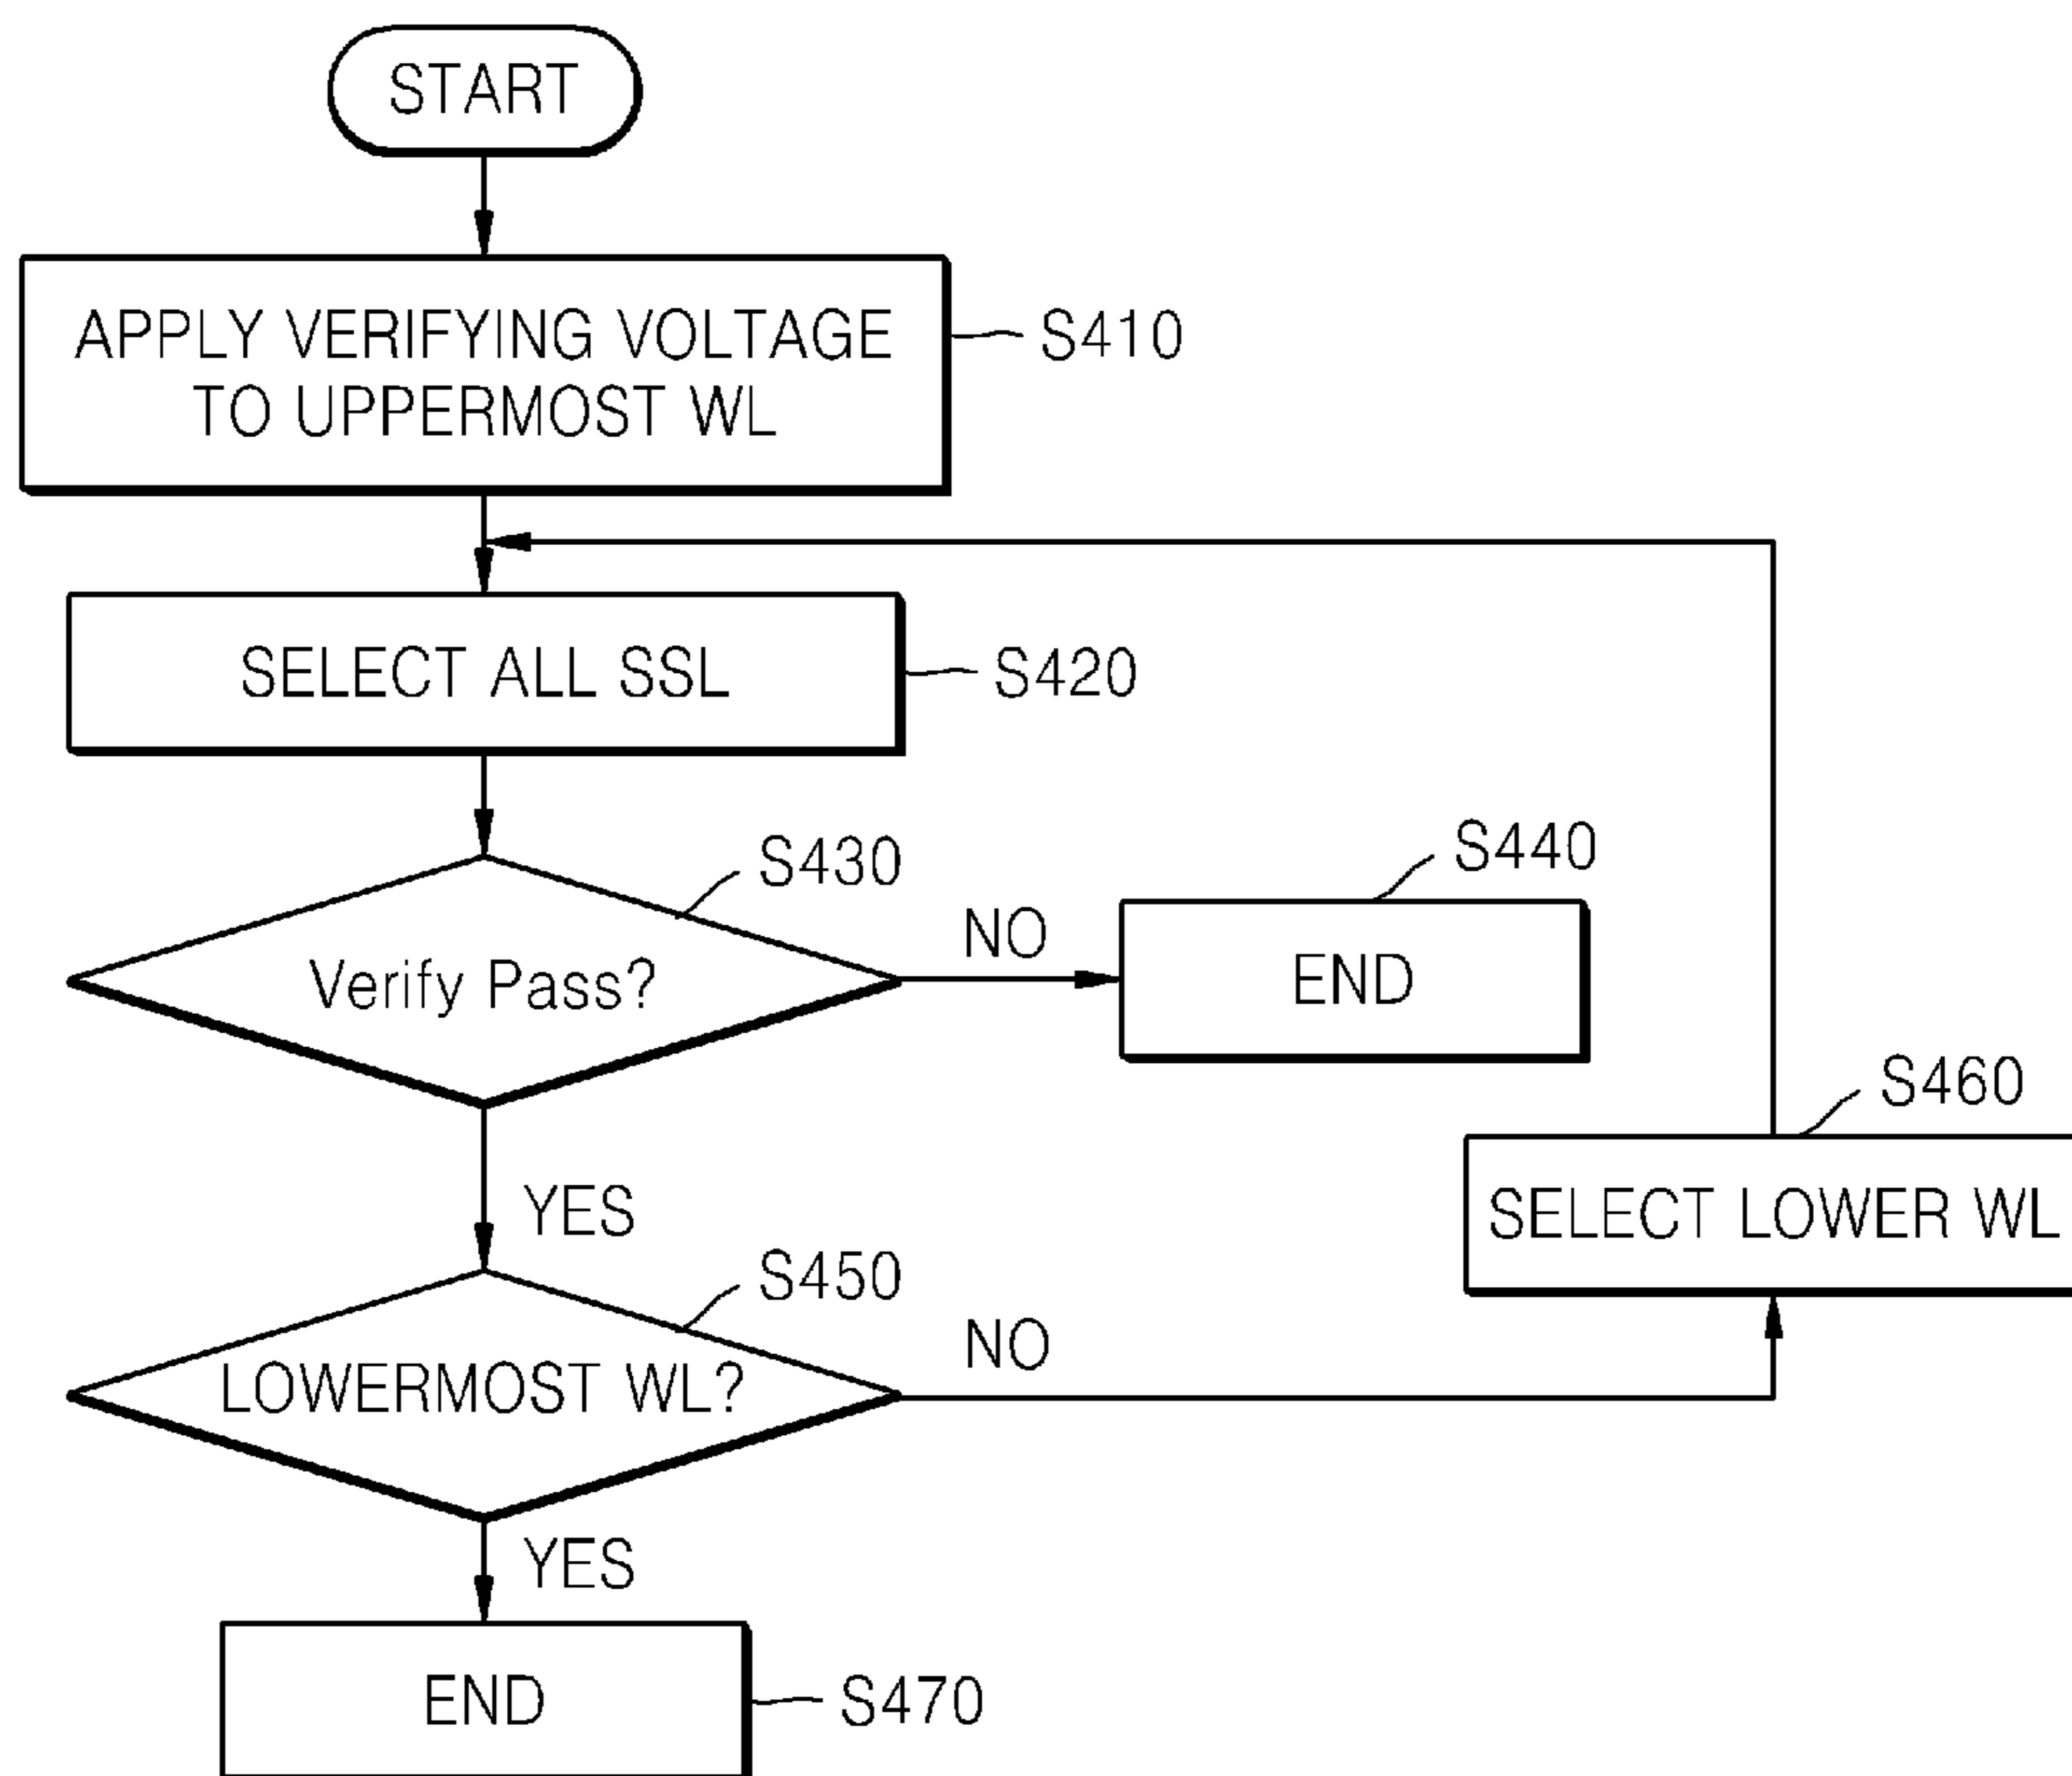 START
APPLY VERIFYING VOLTAGE
TO UPPERMOST WL
S410
SELECT ALL SSL
S420
S430
Verify Pass?
NO
S440
END
YES
S460
SELECT LOWER WL
S450
LOWERMOST WL?
NO
YES
END
S470